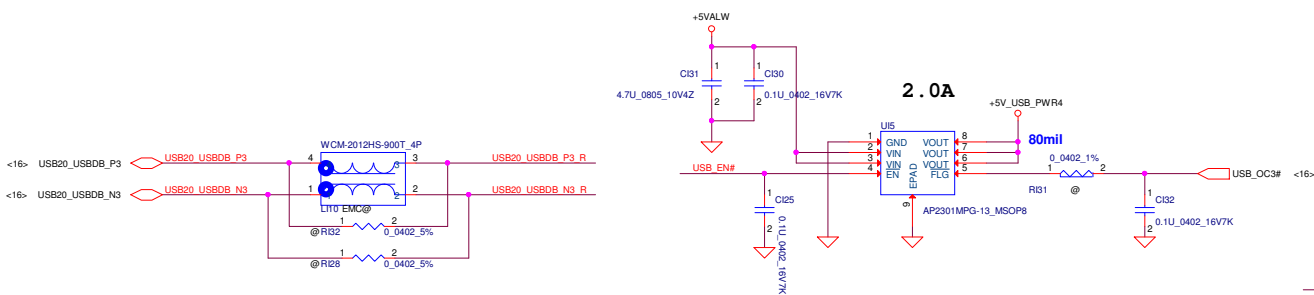 +5VALW
CI31
1
2
4.7U_0805_10V4Z
1
2
CI30
0.1U_0402_16V7K
2.0A
+5V_USB_PWR4
80mil
UI5
1 GND VOUT 8
2 VIN VOUT 7
3 VIN VOUT 6
4 EN FLG 5
EPAD
9
AP2301MPG-13_MSOP8
USB_EN#
1
2
CI25
0.1U_0402_16V7K
0_0402_1%
1 2
RI31
@
USB_OC3# <16>
1
2
CI32
0.1U_0402_16V7K
WCM-2012HS-900T_4P
<16> USB20_USBDB_P3 USB20_USBDB_P3 4 3 3 USB20_USBDB_P3_R
<16> USB20_USBDB_N3 USB20_USBDB_N3 1 2 2 USB20_USBDB_N3_R
LI10 EMC@
1 2
@ RI32 0_0402_5%
1 2
@ RI28 0_0402_5%